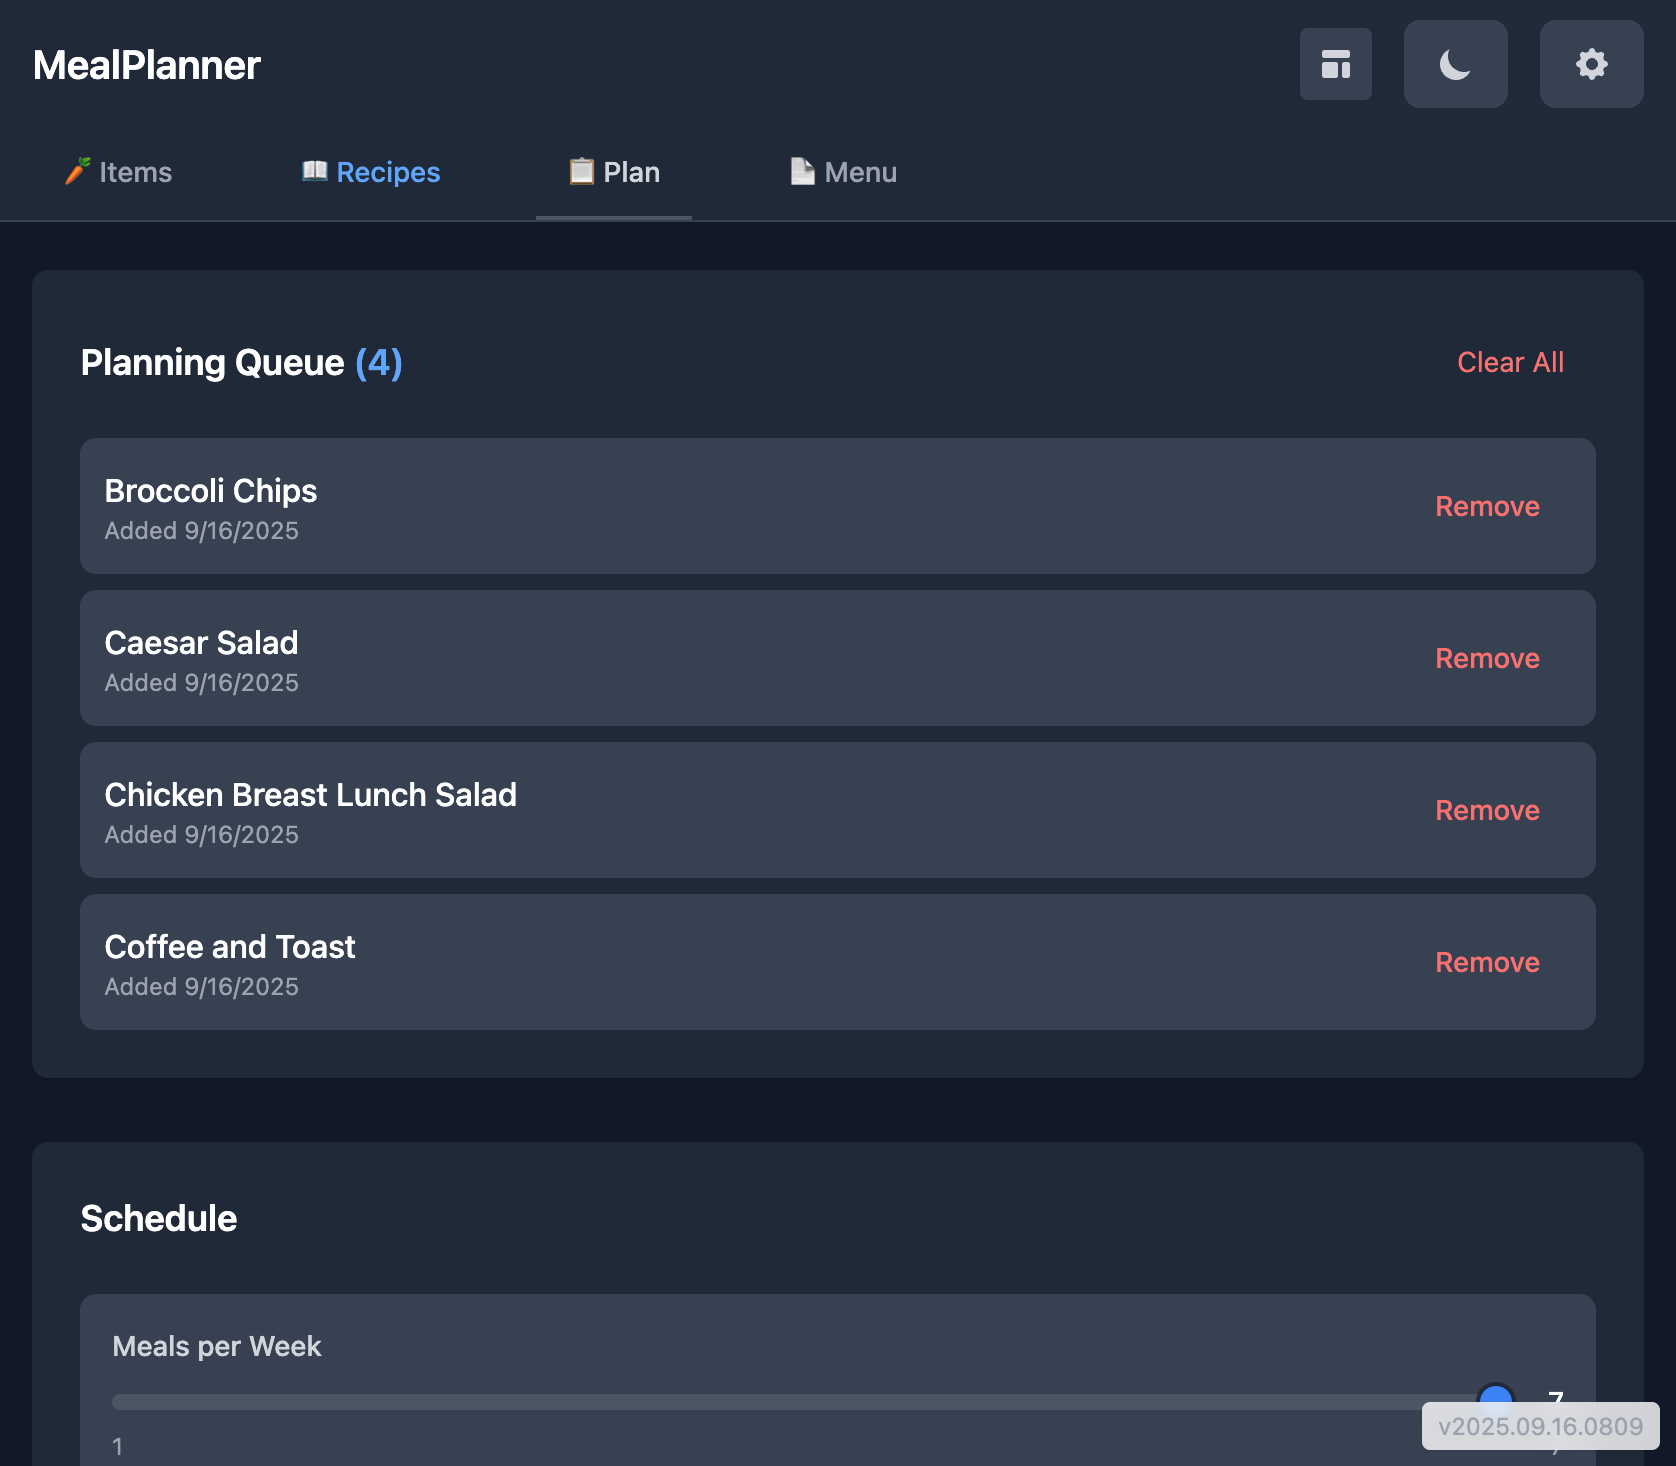 MealPlanner
Items
Recipes
Plan
Menu
Planning Queue (4)
Clear All
Broccoli Chips
Added 9/16/2025
Remove
Caesar Salad
Added 9/16/2025
Remove
Chicken Breast Lunch Salad
Added 9/16/2025
Remove
Coffee and Toast
Added 9/16/2025
Remove
Schedule
Meals per Week
7
1
v2025.09.16.0809